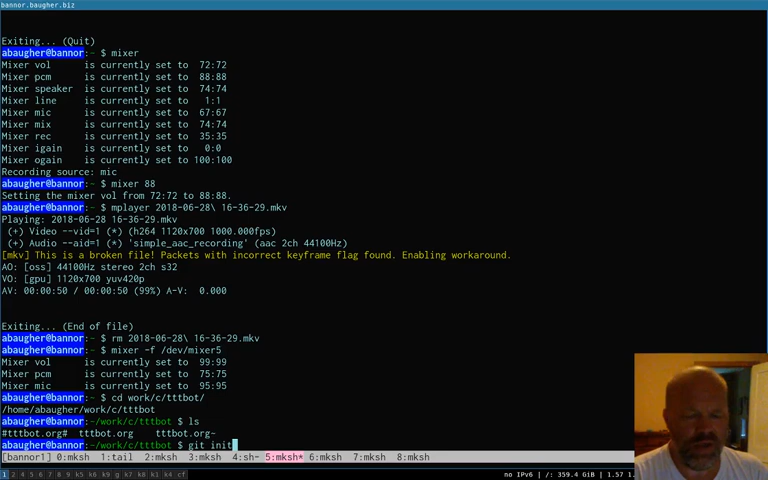 bannor.baugher.biz
Exiting... (Quit)
abaugher@bannor:~ $ mixer
Mixer vol      is currently set to  72:72
Mixer pcm      is currently set to  88:88
Mixer speaker  is currently set to  74:74
Mixer line     is currently set to   1:1
Mixer mic      is currently set to  67:67
Mixer mix      is currently set to  74:74
Mixer rec      is currently set to  35:35
Mixer igain    is currently set to   0:0
Mixer ogain    is currently set to 100:100
Recording source: mic
abaugher@bannor:~ $ mixer 88
Setting the mixer vol from 72:72 to 88:88.
abaugher@bannor:~ $ mplayer 2018-06-28\ 16-36-29.mkv
Playing: 2018-06-28 16-36-29.mkv
 (+) Video --vid=1 (*) (h264 1120x700 1000.000fps)
 (+) Audio --aid=1 (*) 'simple_aac_recording' (aac 2ch 44100Hz)
[mkv] This is a broken file! Packets with incorrect keyframe flag found. Enabling workaround.
AO: [oss] 44100Hz stereo 2ch s32
VO: [gpu] 1120x700 yuv420p
AV: 00:00:50 / 00:00:50 (99%) A-V:  0.000
Exiting... (End of file)
abaugher@bannor:~ $ rm 2018-06-28\ 16-36-29.mkv
abaugher@bannor:~ $ mixer -f /dev/mixer5
Mixer vol      is currently set to  99:99
Mixer pcm      is currently set to  75:75
Mixer mic      is currently set to  95:95
abaugher@bannor:~ $ cd work/c/tttbot/
/home/abaugher/work/c/tttbot
abaugher@bannor:~/work/c/tttbot $ ls
#tttbot.org#  tttbot.org    tttbot.org~
abaugher@bannor:~/work/c/tttbot $ git init
[bannor1] 0:mksh  1:tail  2:mksh  3:mksh  4:sh- 5:mksh* 6:mksh  7:mksh  8:mksh
1 2 4 5 6 7 8 9 k5 k6 k9 g k7 k8 k1 k4 cf
no IPv6 | /: 359.4 GiB | 1.57 1.